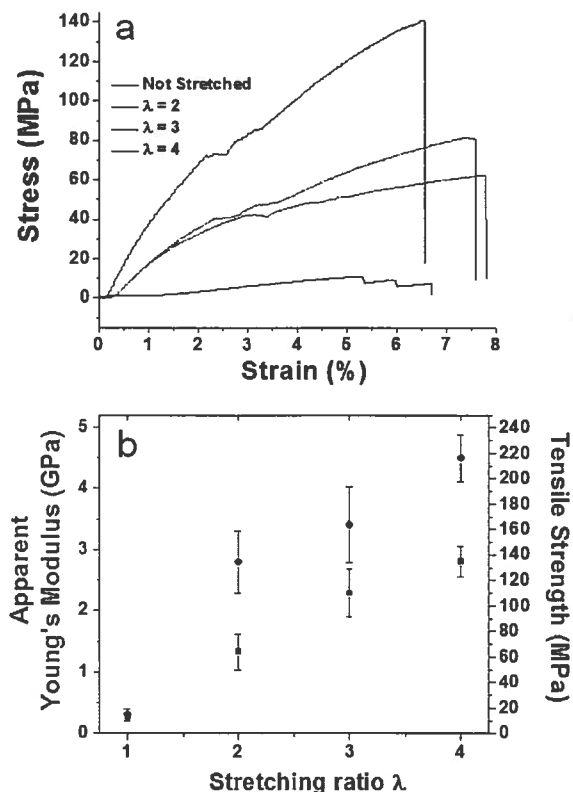 a
Stress (MPa)
140
120
100
80
60
40
20
0
Not Stretched
λ = 2
λ = 3
λ = 4
0 1 2 3 4 5 6 7 8
Strain (%)
b
Apparent
Young's Modulus (GPa)
5
4
3
2
1
0
240
220
200
180
160
140
120
100
80
60
40
20
0
Tensile Strength (MPa)
1 2 3 4
Stretching ratio λ